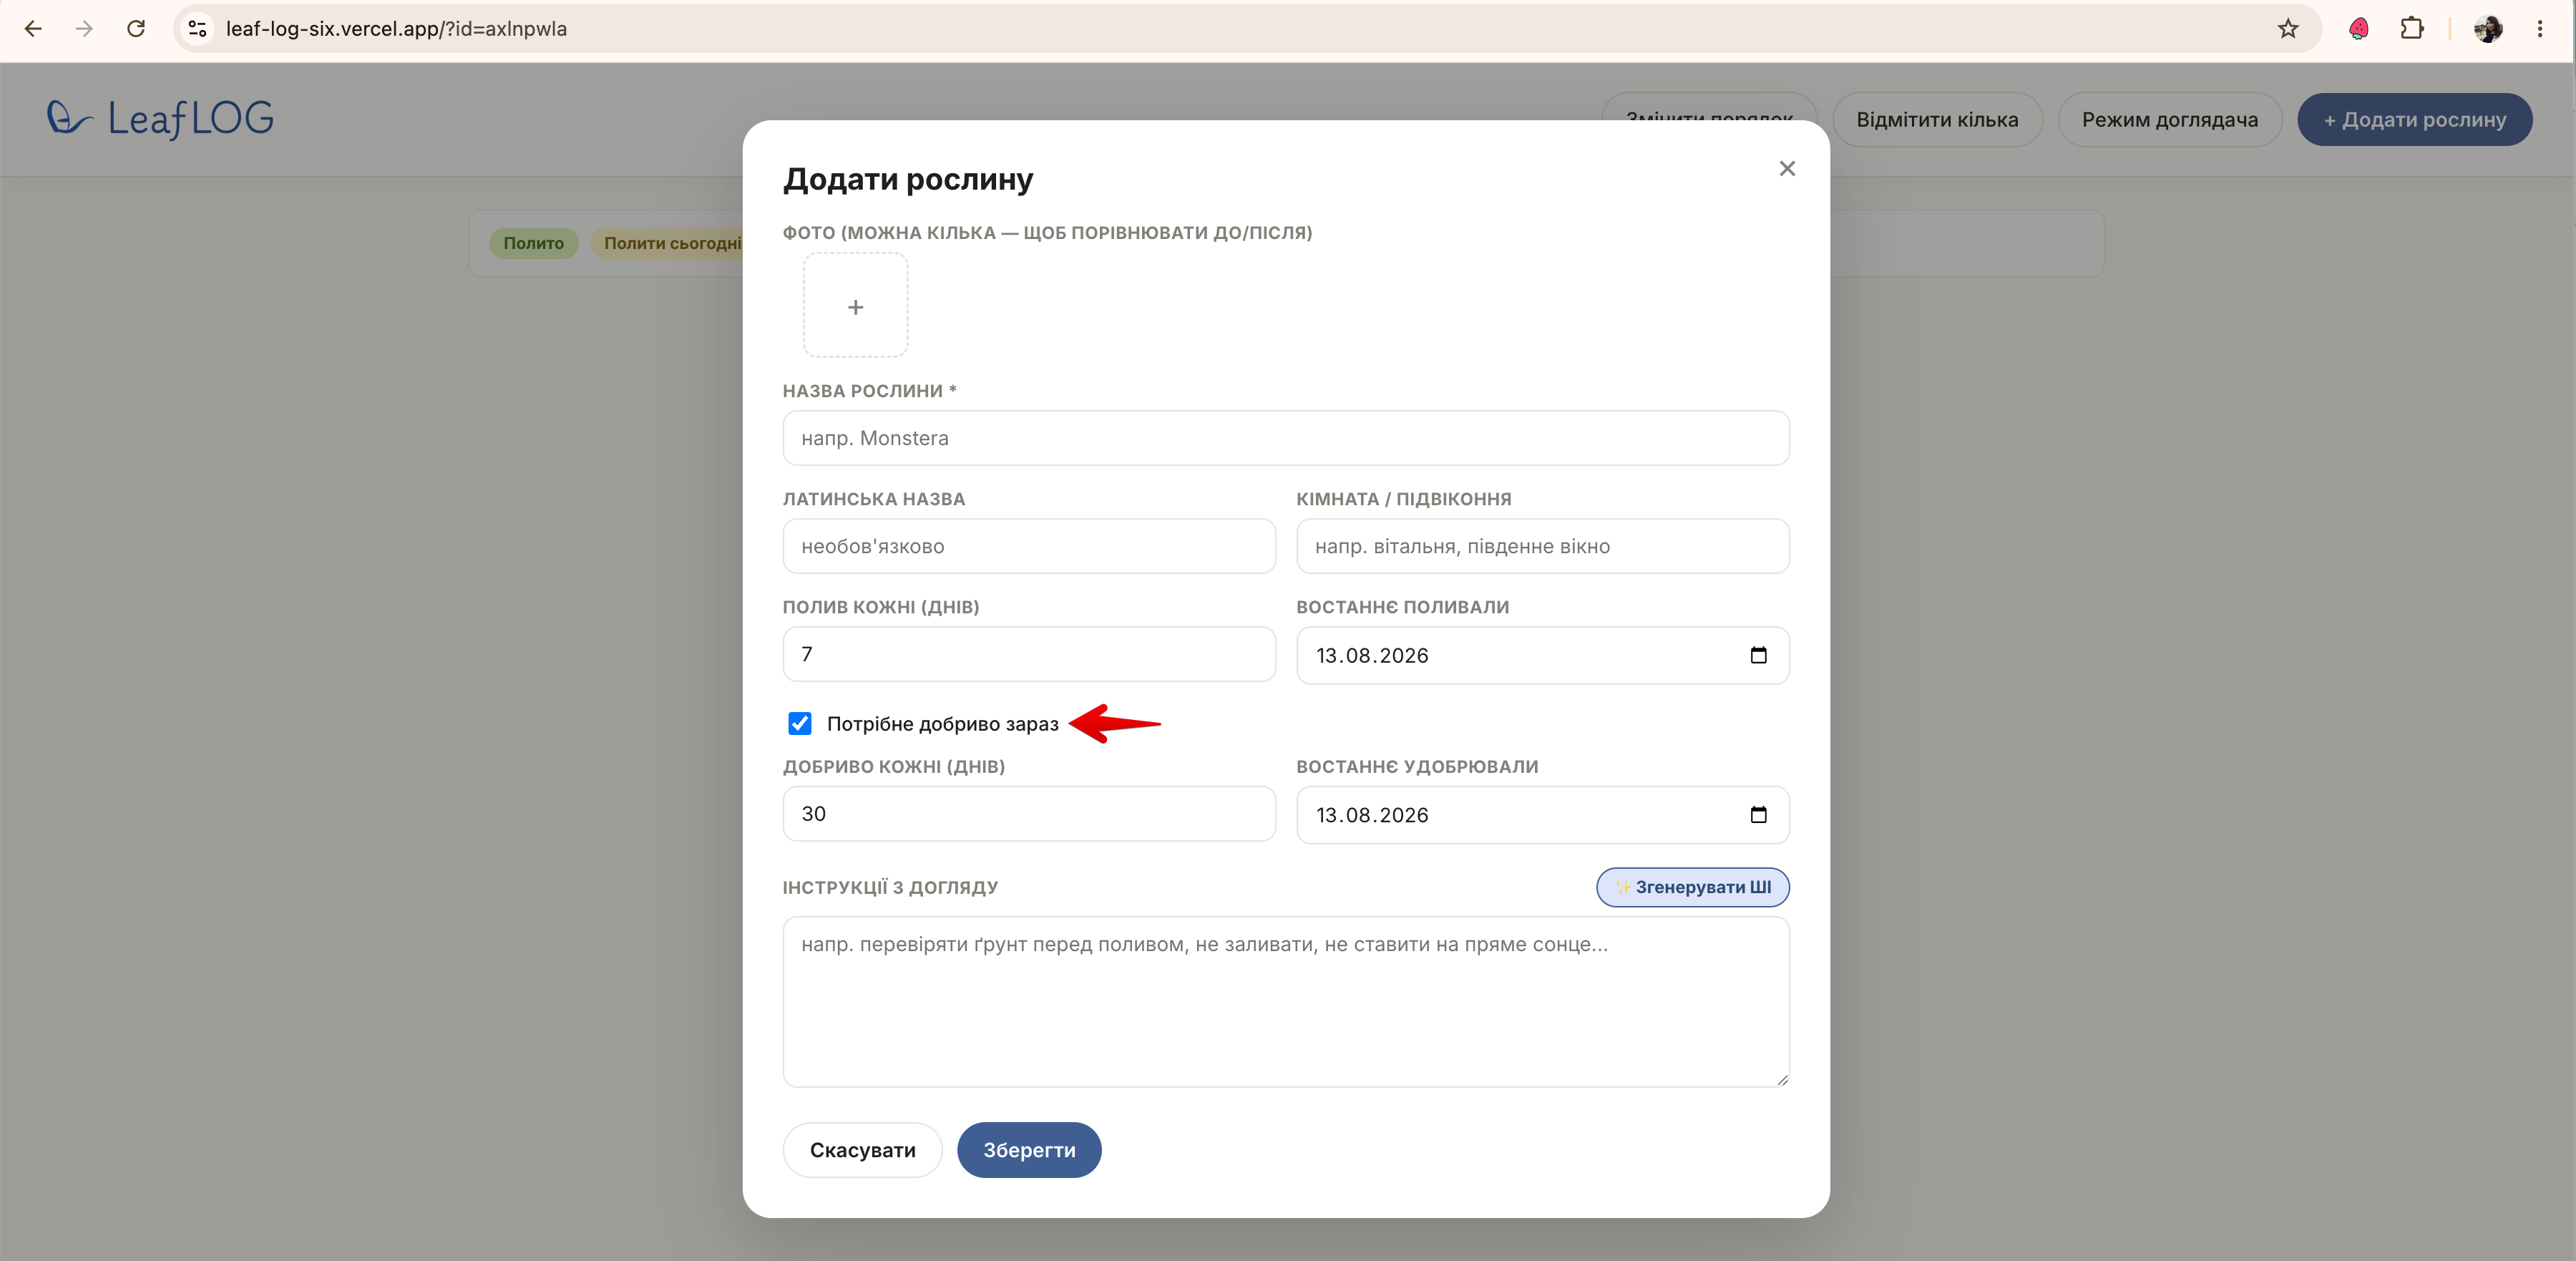 leaf-log-six.vercel.app/?id=axlnpwla
LeafLOG
Змінити порядок
Відмітити кілька
Режим доглядача
+ Додати рослину
Полито
Полити сьогодні
Додати рослину
ФОТО (МОЖНА КІЛЬКА — ЩОБ ПОРІВНЮВАТИ ДО/ПІСЛЯ)
+
НАЗВА РОСЛИНИ *
напр. Monstera
ЛАТИНСЬКА НАЗВА
КІМНАТА / ПІДВІКОННЯ
необов'язково
напр. вітальня, південне вікно
ПОЛИВ КОЖНІ (ДНІВ)
ВОСТАННЄ ПОЛИВАЛИ
7
13.08.2026
Потрібне добриво зараз
ДОБРИВО КОЖНІ (ДНІВ)
ВОСТАННЄ УДОБРЮВАЛИ
30
13.08.2026
ІНСТРУКЦІЇ З ДОГЛЯДУ
✨ Згенерувати ШІ
напр. перевіряти ґрунт перед поливом, не заливати, не ставити на пряме сонце...
Скасувати
Зберегти